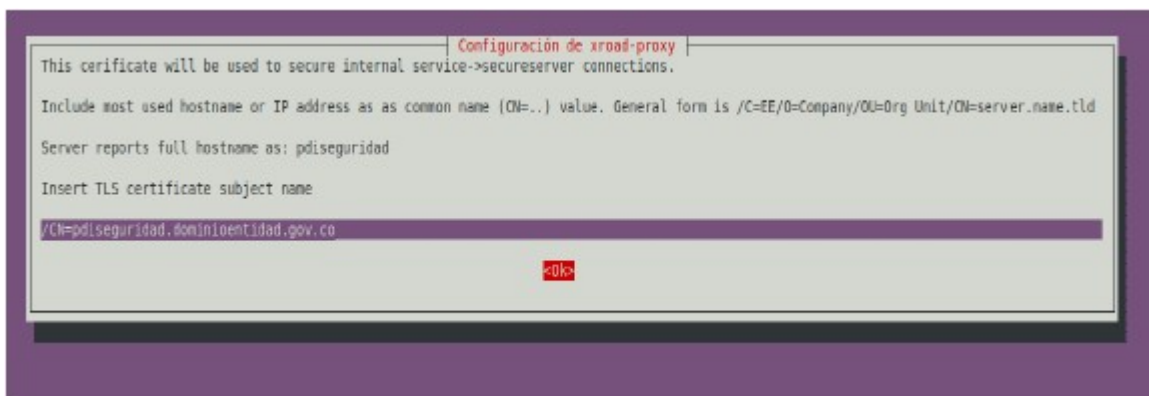 Configuración de xroad-proxy
This cerificate will be used to secure internal service->secureserver connections.
Include most used hostname or IP address as as common name (CN=..) value. General form is /C=EE/O=Company/OU=Org Unit/CN=server.name.tld
Server reports full hostname as: pdiseguridad
Insert TLS certificate subject name
/CN=pdiseguridad.dominioentidad.gov.co
<Ok>